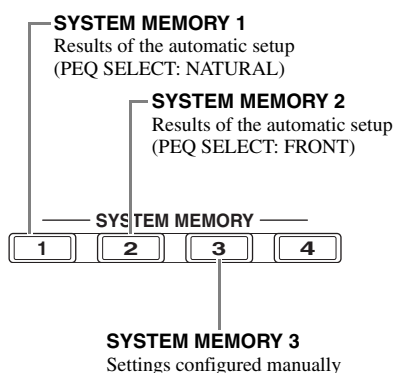 SYSTEM MEMORY 1
Results of the automatic setup
(PEQ SELECT: NATURAL)
SYSTEM MEMORY 2
Results of the automatic setup
(PEQ SELECT: FRONT)
SYSTEM MEMORY
1 2 3 4
SYSTEM MEMORY 3
Settings configured manually